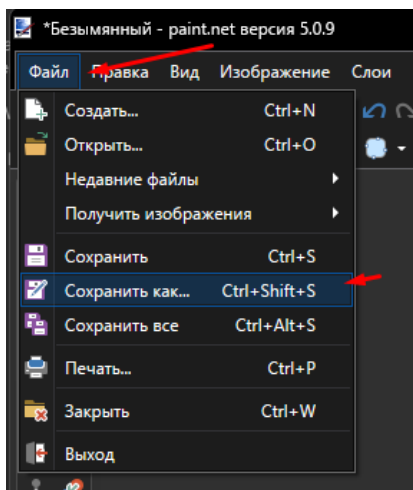 *Безымянный - paint.net версия 5.0.9
Файл Правка Вид Изображение Слои
Создать... Ctrl+N
Открыть... Ctrl+O
Недавние файлы
Получить изображения
Сохранить Ctrl+S
Сохранить как... Ctrl+Shift+S
Сохранить все Ctrl+Alt+S
Печать... Ctrl+P
Закрыть Ctrl+W
Выход